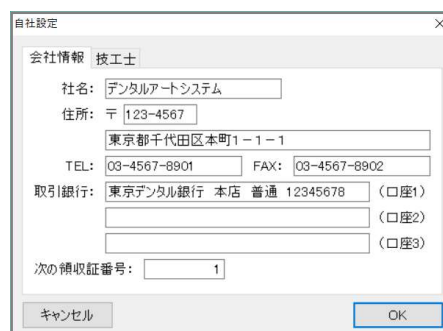 自社設定
会社情報 技工士
社名: デンタルアートシステム
住所: 〒 123-4567
東京都千代田区本町1-1-1
TEL: 03-4567-8901 FAX: 03-4567-8902
取引銀行: 東京デンタル銀行 本店 普通 12345678 (口座1)
(口座2)
(口座3)
次の領収証番号: 1
キャンセル OK